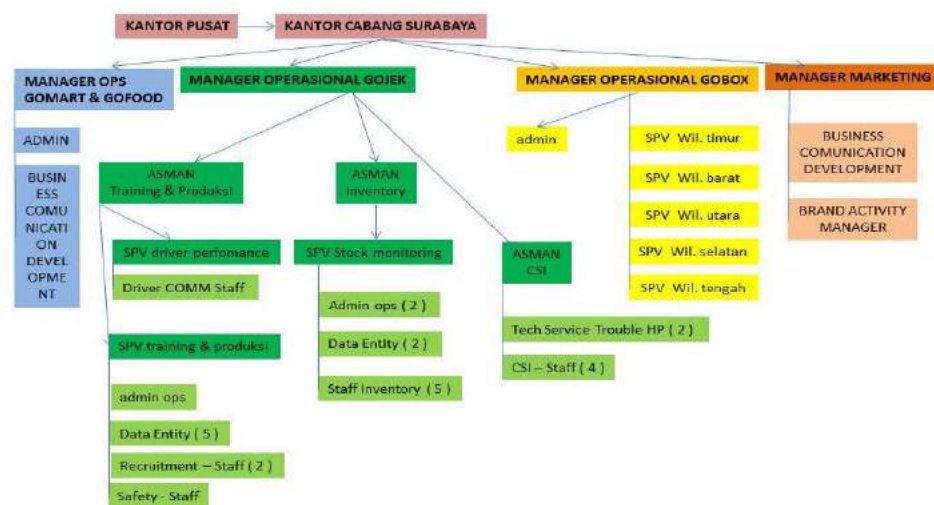 KANTOR PUSAT
KANTOR CABANG SURABAYA
MANAGER OPS
GOMART & GOFOOD
MANAGER OPERASIONAL GOJEK
MANAGER OPERASIONAL GOBOX
MANAGER MARKETING
ADMIN
BUSIN
ESS
COMU
NICATI
ON
DEVEL
OPME
NT
ASMAN
Training & Produksi
SPV driver perfomance
Driver COMM Staff
SPV training & produksi
admin ops
Data Entity ( 5 )
Recruitment – Staff ( 2 )
Safety - Staff
ASMAN
Inventory
SPV Stock monitoring
Admin ops ( 2 )
Data Entity ( 2 )
Staff Inventory ( 5 )
ASMAN
CSI
Tech Service Trouble HP ( 2 )
CSI – Staff ( 4 )
admin
SPV Wil. timur
SPV Wil. barat
SPV Wil. utara
SPV Wil. selatan
SPV Wil. tengah
BUSINESS
COMUNICATION
DEVELOPMENT
BRAND ACTIVITY
MANAGER